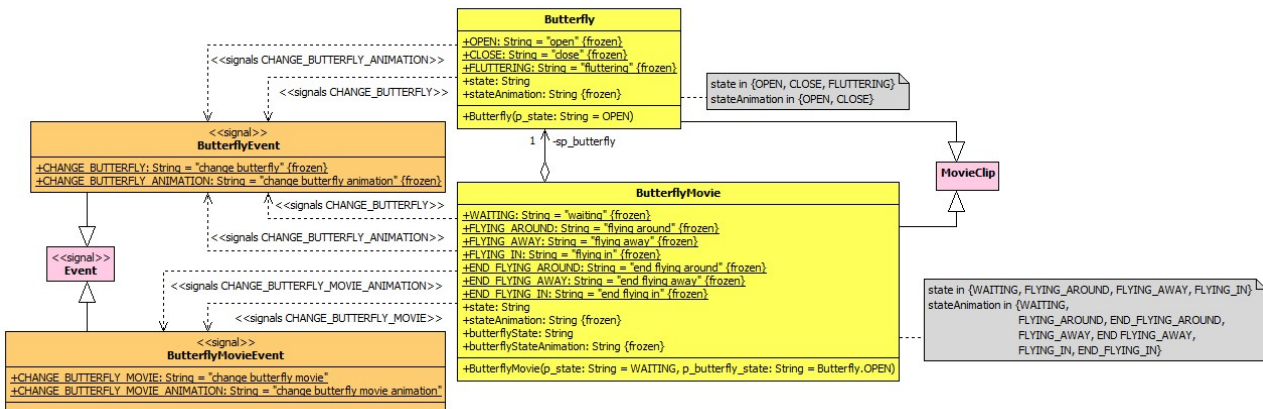 Butterfly
+OPEN: String = "open" {frozen}
+CLOSE: String = "close" {frozen}
+FLUTTERING: String = "fluttering" {frozen}
+state: String
+stateAnimation: String {frozen}
+Butterfly(p_state: String = OPEN)
<<signals CHANGE_BUTTERFLY_ANIMATION>>
<<signals CHANGE_BUTTERFLY>>
state in {OPEN, CLOSE, FLUTTERING}
stateAnimation in {OPEN, CLOSE}
<<signal>>
ButterflyEvent
+CHANGE_BUTTERFLY: String = "change butterfly" {frozen}
+CHANGE_BUTTERFLY_ANIMATION: String = "change butterfly animation" {frozen}
1 -sp_butterfly
MovieClip
ButterflyMovie
+WAITING: String = "waiting" {frozen}
+FLYING_AROUND: String = "flying around" {frozen}
+FLYING_AWAY: String = "flying away" {frozen}
+FLYING_IN: String = "flying in" {frozen}
+END_FLYING_AROUND: String = "end flying around" {frozen}
+END_FLYING_AWAY: String = "end flying away" {frozen}
+END_FLYING_IN: String = "end flying in" {frozen}
+state: String
+stateAnimation: String {frozen}
+butterflyState: String
+butterflyStateAnimation: String {frozen}
+ButterflyMovie(p_state: String = WAITING, p_butterfly_state: String = Butterfly.OPEN)
<<signals CHANGE_BUTTERFLY>>
<<signals CHANGE_BUTTERFLY_ANIMATION>>
<<signals CHANGE_BUTTERFLY_MOVIE_ANIMATION>>
<<signals CHANGE_BUTTERFLY_MOVIE>>
<<signal>>
Event
state in {WAITING, FLYING_AROUND, FLYING_AWAY, FLYING_IN}
stateAnimation in {WAITING,
FLYING_AROUND, END_FLYING_AROUND,
FLYING_AWAY, END FLYING_AWAY,
FLYING_IN, END_FLYING_IN}
<<signal>>
ButterflyMovieEvent
+CHANGE_BUTTERFLY_MOVIE: String = "change butterfly movie"
+CHANGE_BUTTERFLY_MOVIE_ANIMATION: String = "change butterfly movie animation"